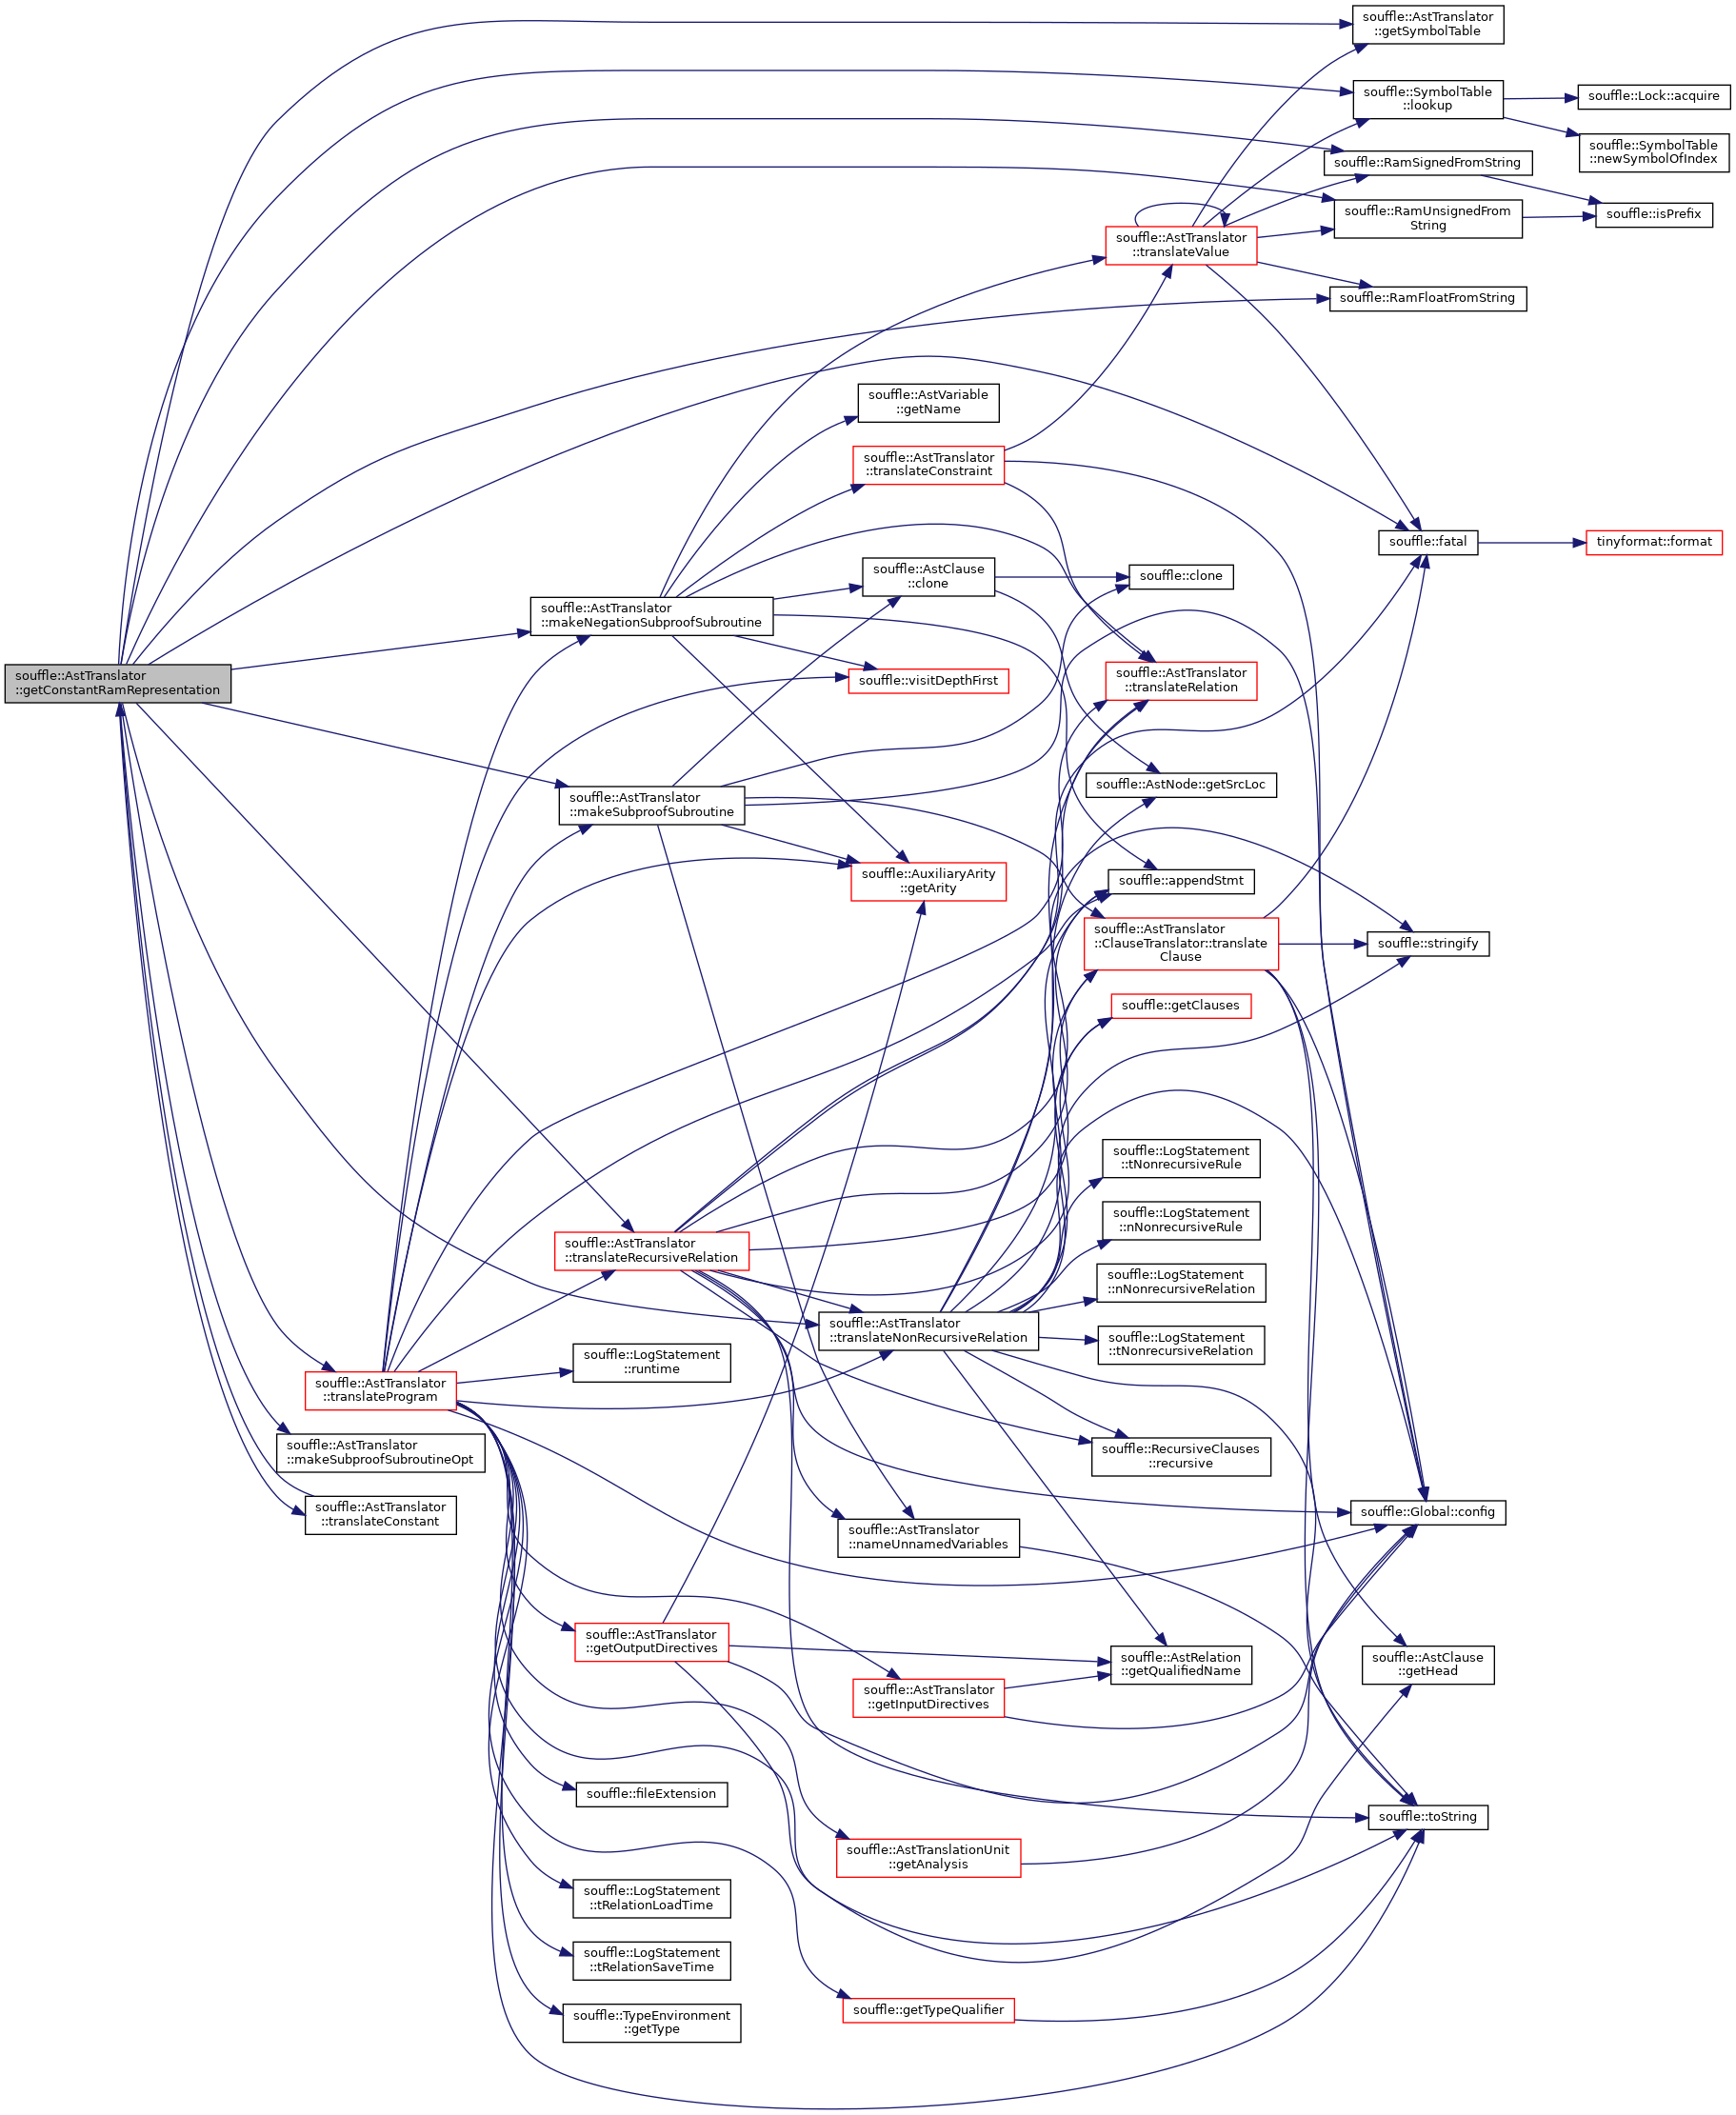 souffle::AstTranslator
::getSymbolTable
souffle::SymbolTable
::lookup
souffle::Lock::acquire
souffle::SymbolTable
::newSymbolOfIndex
souffle::RamSignedFromString
souffle::RamUnsignedFrom
String
souffle::isPrefix
souffle::AstTranslator
::translateValue
souffle::RamFloatFromString
souffle::AstVariable
::getName
souffle::AstTranslator
::translateConstraint
souffle::fatal
tinyformat::format
souffle::AstClause
::clone
souffle::clone
souffle::AstTranslator
::makeNegationSubproofSubroutine
souffle::AstTranslator
::getConstantRamRepresentation
souffle::visitDepthFirst
souffle::AstTranslator
::translateRelation
souffle::AstNode::getSrcLoc
souffle::AstTranslator
::makeSubproofSubroutine
souffle::AuxiliaryArity
::getArity
souffle::appendStmt
souffle::AstTranslator
::ClauseTranslator::translate
Clause
souffle::stringify
souffle::getClauses
souffle::LogStatement
::tNonrecursiveRule
souffle::LogStatement
::nNonrecursiveRule
souffle::AstTranslator
::translateRecursiveRelation
souffle::LogStatement
::nNonrecursiveRelation
souffle::AstTranslator
::translateNonRecursiveRelation
souffle::LogStatement
::tNonrecursiveRelation
souffle::LogStatement
::runtime
souffle::AstTranslator
::translateProgram
souffle::AstTranslator
::makeSubproofSubroutineOpt
souffle::RecursiveClauses
::recursive
souffle::AstTranslator
::translateConstant
souffle::Global::config
souffle::AstTranslator
::nameUnnamedVariables
souffle::AstTranslator
::getOutputDirectives
souffle::AstRelation
::getQualifiedName
souffle::AstClause
::getHead
souffle::AstTranslator
::getInputDirectives
souffle::fileExtension
souffle::toString
souffle::AstTranslationUnit
::getAnalysis
souffle::LogStatement
::tRelationLoadTime
souffle::LogStatement
::tRelationSaveTime
souffle::getTypeQualifier
souffle::TypeEnvironment
::getType